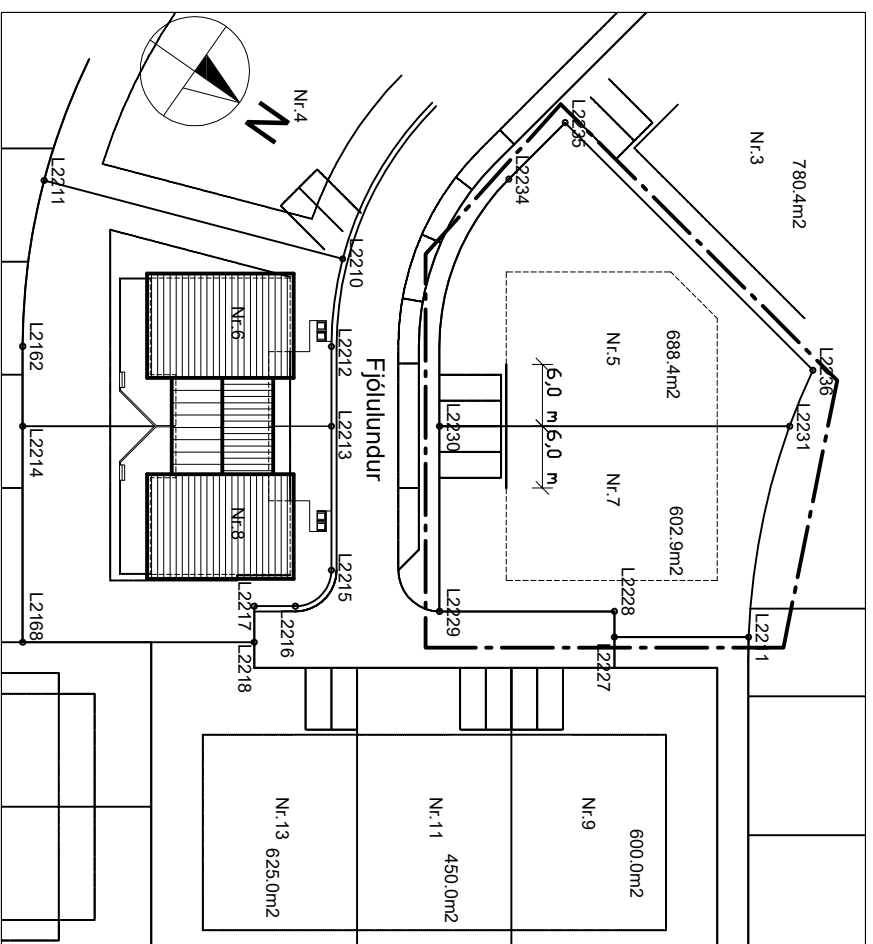 Nr.4
N
Nr.3
780.4m2
L2235
L2234
L2236
L2231
L2211
L2210
L2212
L2213
L2162
L2214
L2215
L2216
L2217
L2218
L2168
Nr.6
Nr.8
Fjólulundur
Nr.5
688.4m2
6,0 m
6,0 m
L2230
Nr.7
602.9m2
L2229
L2228
L2227
L2211
Nr.9
600.0m2
Nr.11
450.0m2
Nr.13
625.0m2